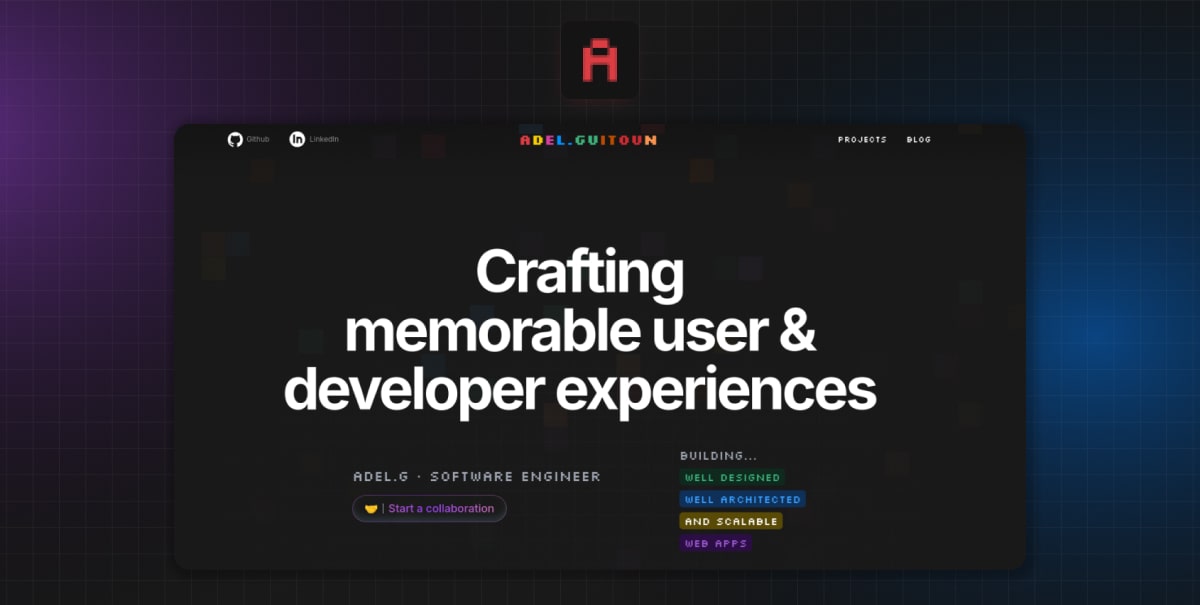 A
Github
LinkedIn
ADEL.GUITOUN
PROJECTS
BLOG
Crafting
memorable user &
developer experiences
ADEL.G · SOFTWARE ENGINEER
Start a collaboration
BUILDING...
WELL DESIGNED
WELL ARCHITECTED
AND SCALABLE
WEB APPS